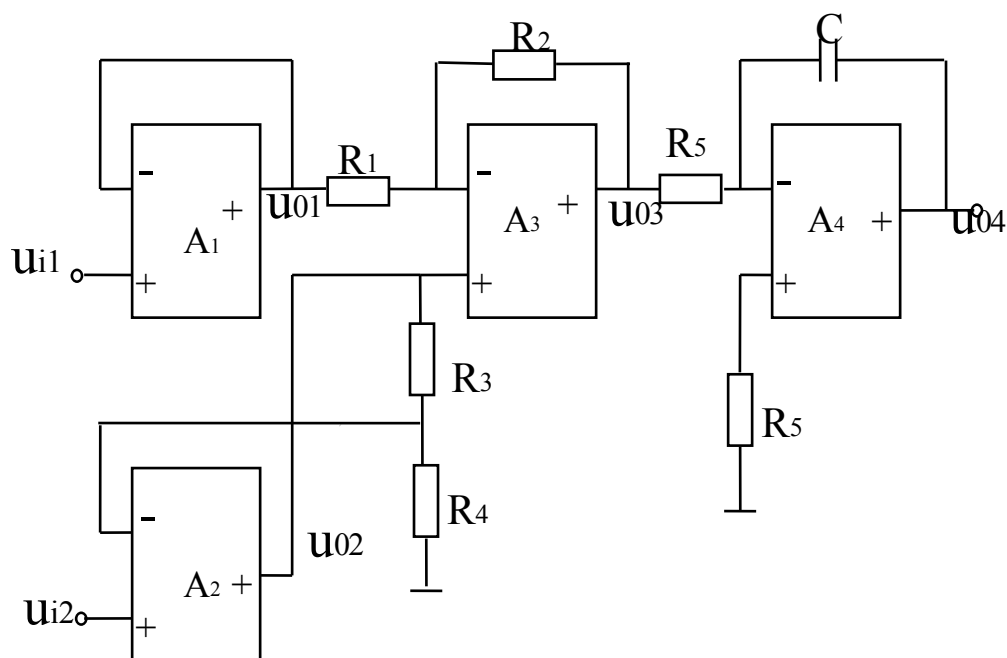 R2
C
R1
R5
-
-
-
+
u01
A1
+
A3
u03
A4
+
u04
ui1
+
+
+
R3
R5
-
R4
u02
A2
+
ui2
+